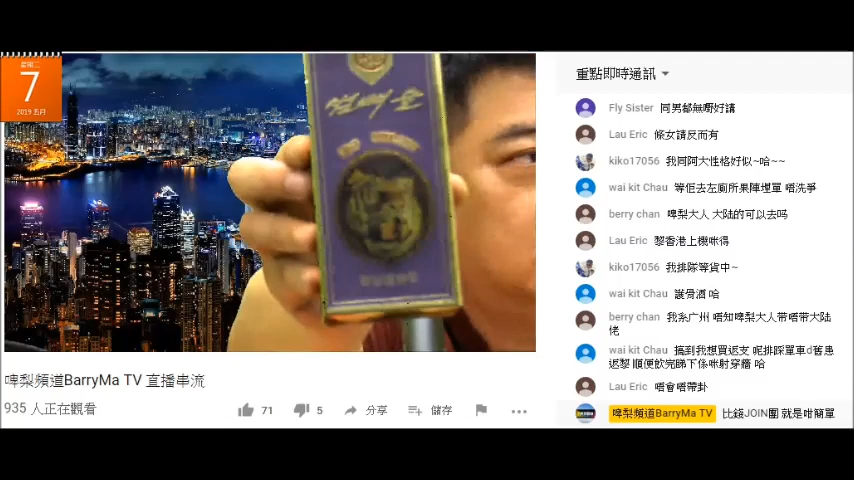 星期二
7
2019 五月
啤梨頻道BarryMa TV 直播串流
935 人正在觀看
71
5
分享
儲存
重點即時通訊
Fly Sister 同男都無嘢好講
Lau Eric 條女請反而有
kiko17056 我同阿大性格好似~哈~~
wai kit Chau 等佢去左廁所果陣埋單 唔洗爭
berry chan 啤梨大人 大陸的可以去吗
Lau Eric 黎香港上機咪得
kiko17056 我排隊等貨中~
wai kit Chau 護骨酒 哈
berry chan 我系广州 唔知啤梨大人带唔带大陆
佬
wai kit Chau 搞到我想買返支 呢排踩單車d舊患
返黎 順便飲完睇下係咪射穿牆 哈
Lau Eric 唔會唔帶卦
啤梨頻道BarryMa TV 比錢JOIN團 就是咁簡單